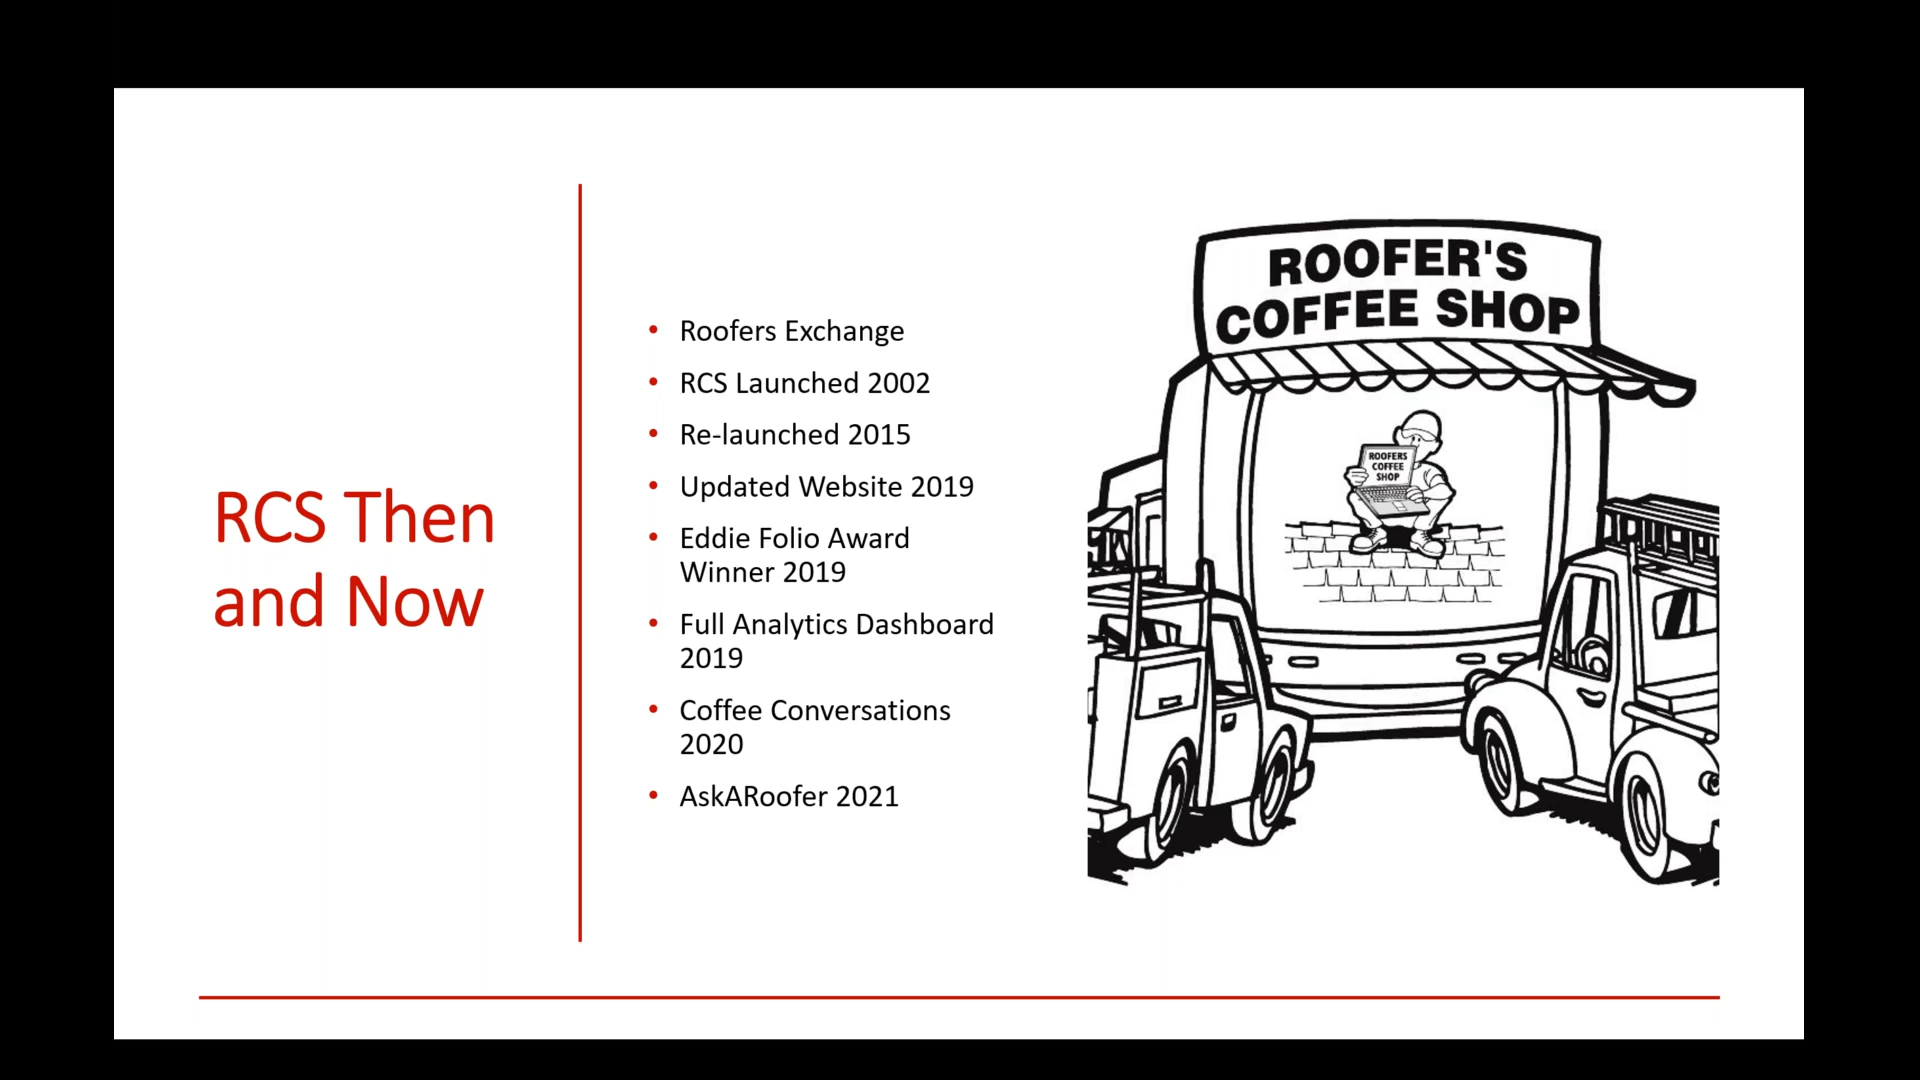 RCS Then
and Now
• Roofers Exchange
• RCS Launched 2002
• Re-launched 2015
• Updated Website 2019
• Eddie Folio Award
Winner 2019
• Full Analytics Dashboard
2019
• Coffee Conversations
2020
• AskARoofer 2021
ROOFER'S
COFFEE SHOP
ROOFERS
COFFEE
SHOP